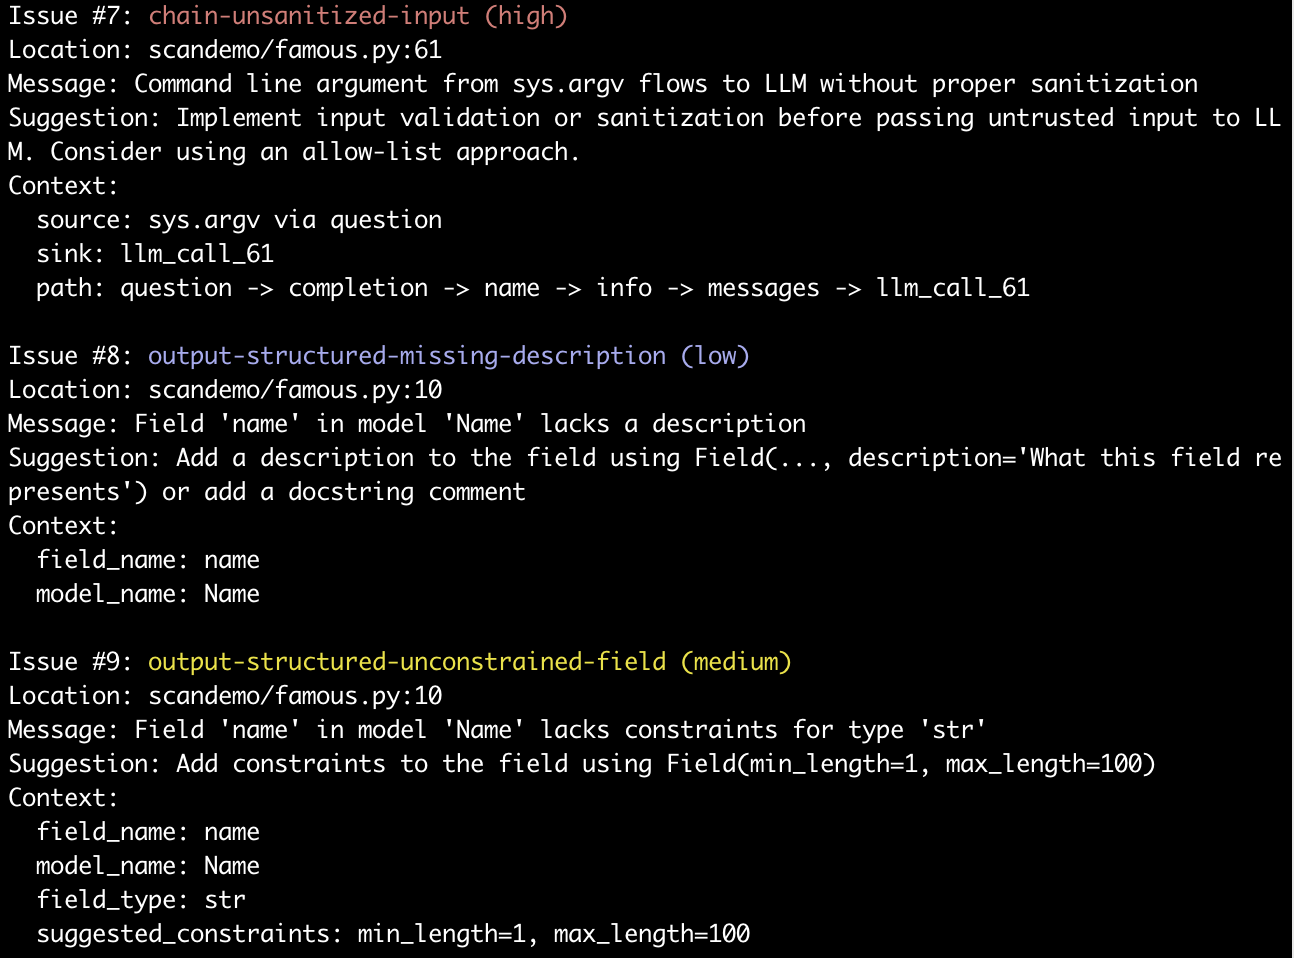 Issue #7: chain-unsanitized-input (high)
Location: scandemo/famous.py:61
Message: Command line argument from sys.argv flows to LLM without proper sanitization
Suggestion: Implement input validation or sanitization before passing untrusted input to LL
M. Consider using an allow-list approach.
Context:
  source: sys.argv via question
  sink: llm_call_61
  path: question -> completion -> name -> info -> messages -> llm_call_61

Issue #8: output-structured-missing-description (low)
Location: scandemo/famous.py:10
Message: Field 'name' in model 'Name' lacks a description
Suggestion: Add a description to the field using Field(..., description='What this field re
presents') or add a docstring comment
Context:
  field_name: name
  model_name: Name

Issue #9: output-structured-unconstrained-field (medium)
Location: scandemo/famous.py:10
Message: Field 'name' in model 'Name' lacks constraints for type 'str'
Suggestion: Add constraints to the field using Field(min_length=1, max_length=100)
Context:
  field_name: name
  model_name: Name
  field_type: str
  suggested_constraints: min_length=1, max_length=100